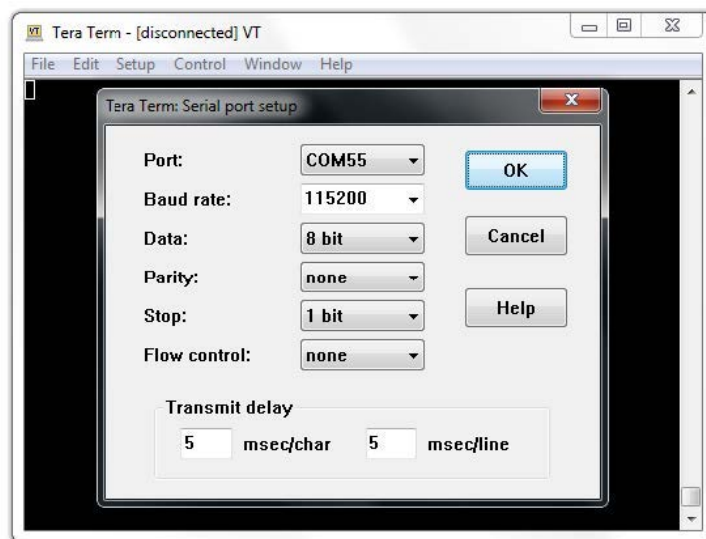 VT Tera Term - [disconnected] VT
File Edit Setup Control Window Help
Tera Term: Serial port setup
Port: COM55 OK
Baud rate: 115200
Data: 8 bit Cancel
Parity: none
Stop: 1 bit Help
Flow control: none
Transmit delay
5 msec/char 5 msec/line